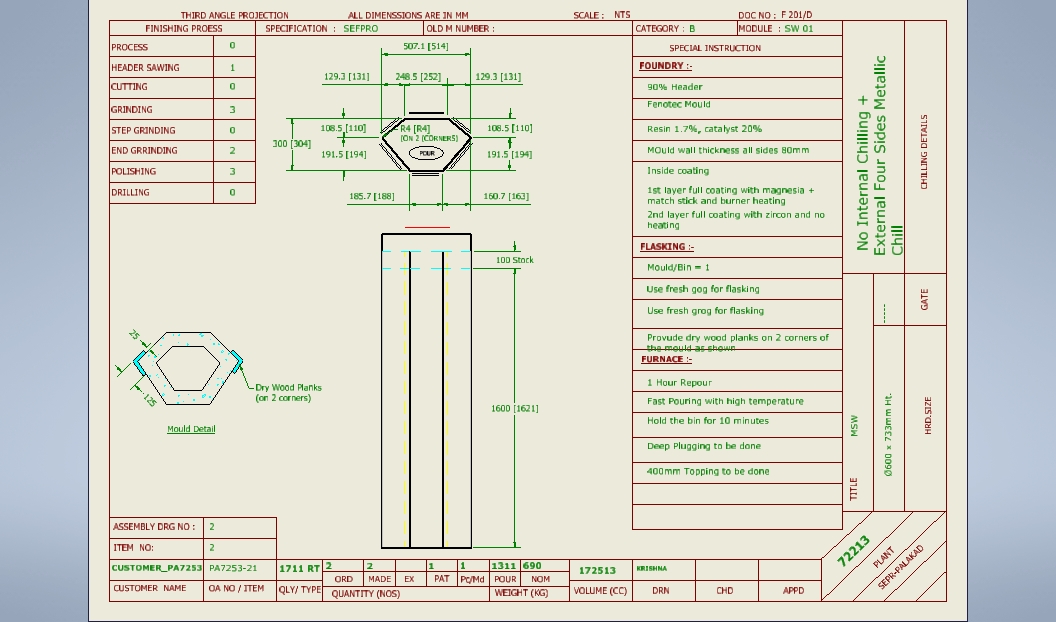 THIRD ANGLE PROJECTION ALL DIMENSSIONS ARE IN MM SCALE : NTS DOC NO : F 201/D
FINISHING PROESS SPECIFICATION : SEFPRO OLD M NUMBER : CATEGORY : B MODULE : SW 01
PROCESS 0
HEADER SAWING 1
CUTTING 0
GRINDING 3
STEP GRINDING 0
END GRRINDING 2
POLISHING 3
DRILLING 0
507.1 [514]
129.3 [131] 248.5 [252] 129.3 [131]
108.5 [110] R4 [R4] 108.5 [110]
(ON 2 (CORNERS)
300 [304]
191.5 [194] POUR 191.5 [194]
185.7 [188] 160.7 [163]
100 Stock
1600 [1621]
25
125
Dry Wood Planks
(on 2 corners)
Mould Detail
SPECIAL INSTRUCTION
FOUNDRY :-
90% Header
Fenotec Mould
Resin 1.7%, catalyst 20%
MOuld wall thickness all sides 80mm
Inside coating
1st layer full coating with magnesia +
match stick and burner heating
2nd layer full coating with zircon and no
heating
FLASKING :-
Mould/Bin = 1
Use fresh gog for flasking
Use fresh grog for flasking
Provude dry wood planks on 2 corners of
the mould as shown
FURNACE :-
1 Hour Repour
Fast Pouring with high temperature
Hold the bin for 10 minutes
Deep Plugging to be done
400mm Topping to be done
No Internal Chilling +
External Four Sides Metallic
Chill
CHILLING DETAILS
-----
GATE
TITLE MSW
Ø600 x 733mm Ht.
HRD.SIZE
ASSEMBLY DRG NO : 2
ITEM NO: 2
CUSTOMER_PA7253 PA7253-21 1711 RT 2 2 1 1 1311 690 172513 KRISHNA
ORD MADE EX PAT Pc/Md POUR NOM
CUSTOMER NAME OA NO / ITEM QLY/ TYPE QUANTITY (NOS) WEIGHT (KG) VOLUME (CC) DRN CHD APPD
72213
PLANT
SEPR-PALAKAD